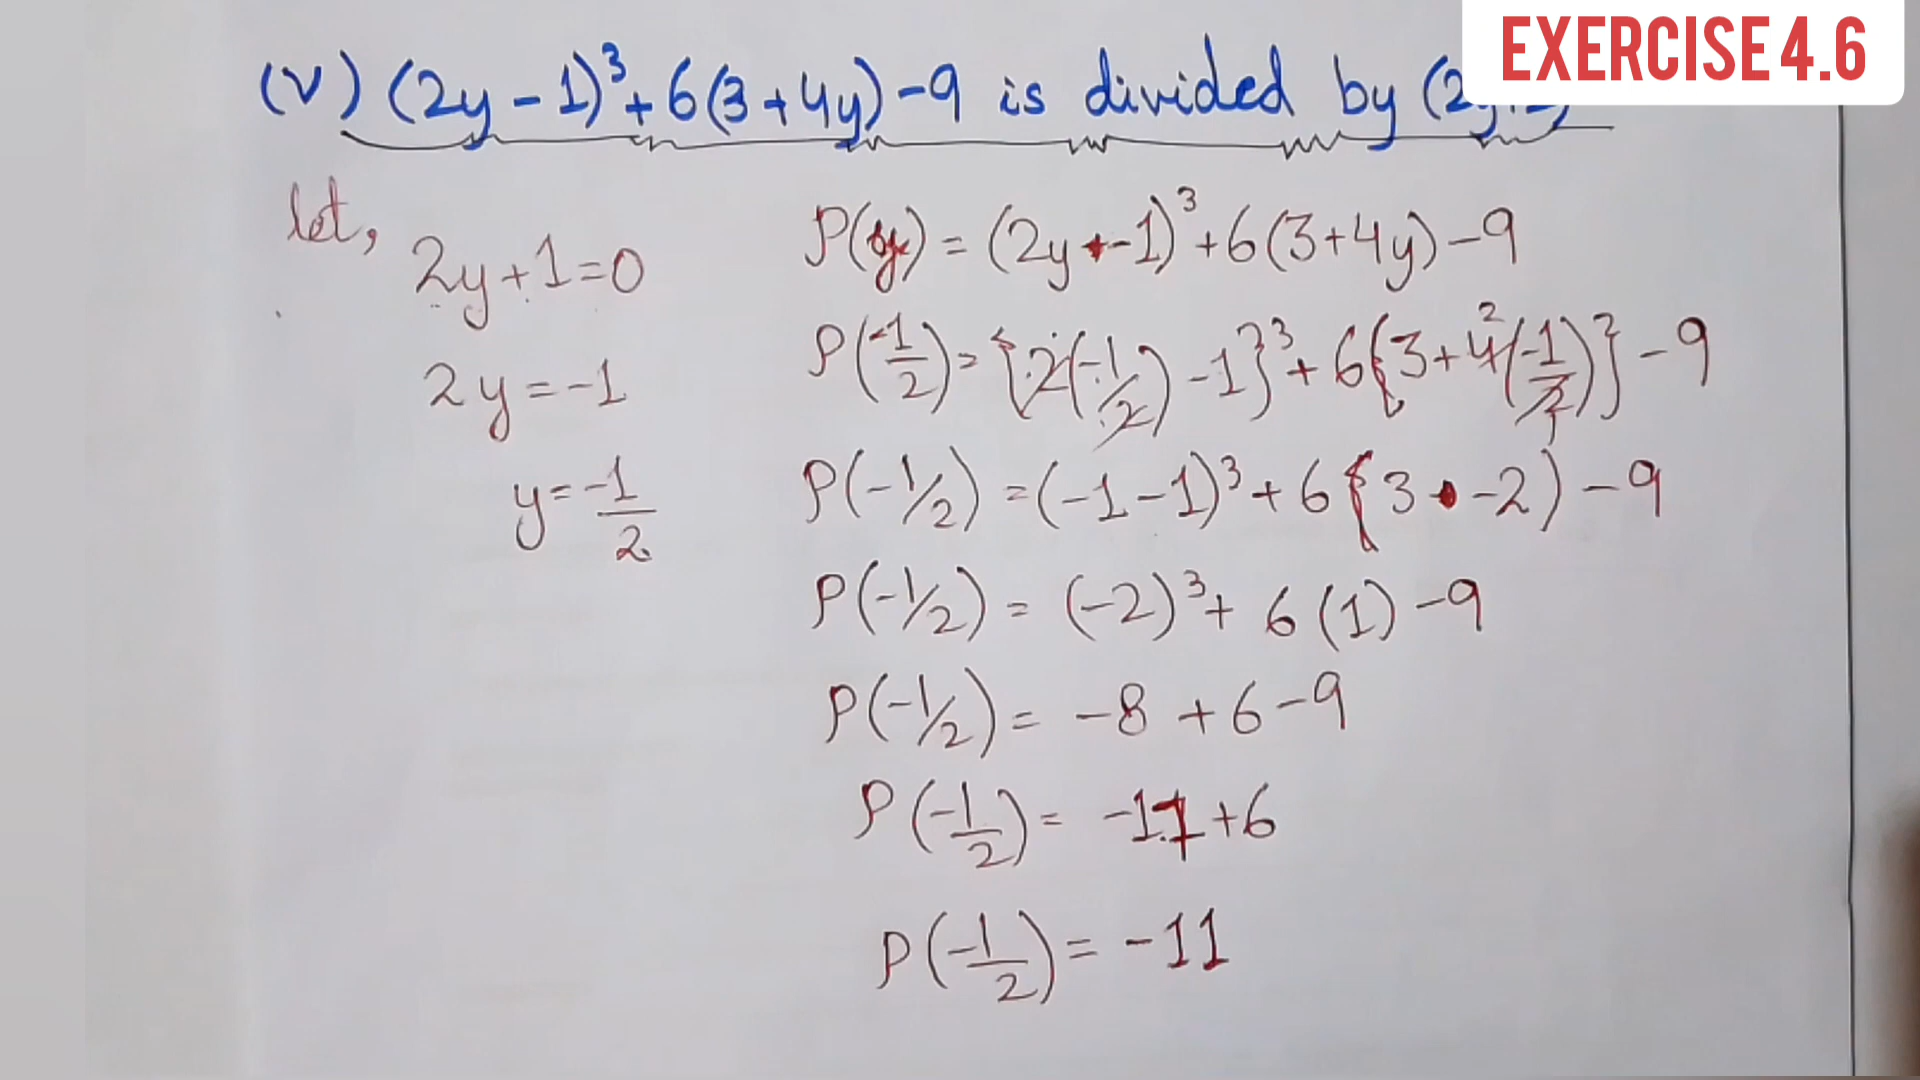 EXERCISE 4.6
(v) (2y - 1)³ + 6(3 + 4y) - 9 is divided by (2y
let,
2y + 1 = 0
2y = -1
y = -1/2
P(y) = (2y - 1)³ + 6(3 + 4y) - 9
P(-1/2) = {2(-1/2) - 1}³ + 6{3 + 4²(-1/2)} - 9
P(-1/2) = (-1 - 1)³ + 6{3 - 2) - 9
P(-1/2) = (-2)³ + 6(1) - 9
P(-1/2) = -8 + 6 - 9
P(-1/2) = -17 + 6
P(-1/2) = -11